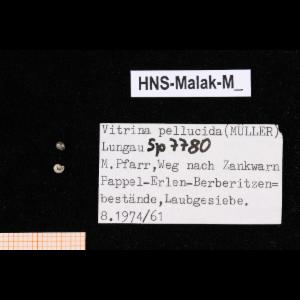 HNS-Malak-M_
Vitrina pellucida (MÜLLER)
Lungau Sp 7780
M.Pfarr, Weg nach Zankwarn
Pappel-Erlen-Berberitzen=
bestände, Laubgesiebe.
8.1974/61